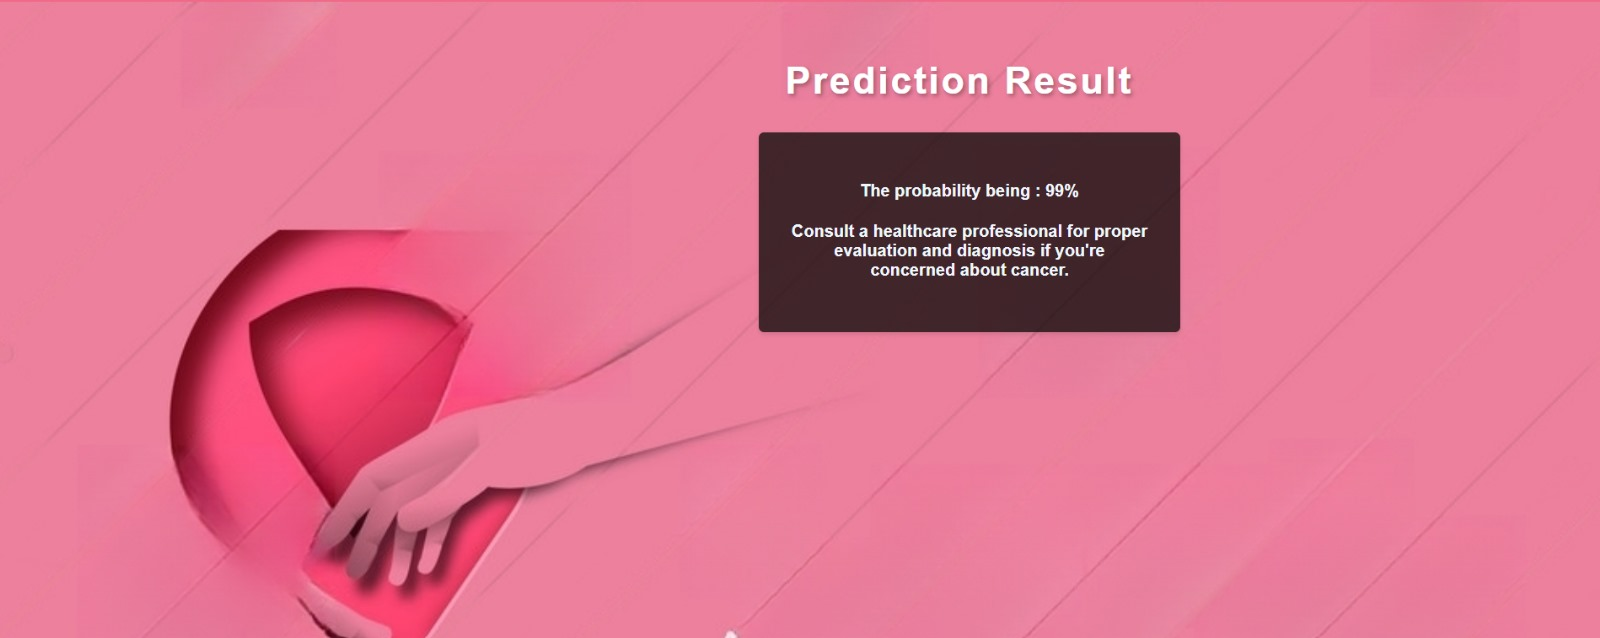 Prediction Result
The probability being : 99%
Consult a healthcare professional for proper
evaluation and diagnosis if you're
concerned about cancer.